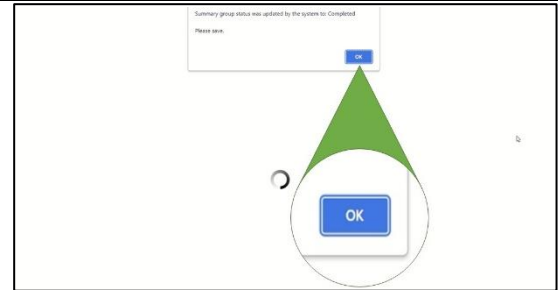 Summary group status was updated by the system to: Completed
Please save.
OK
OK